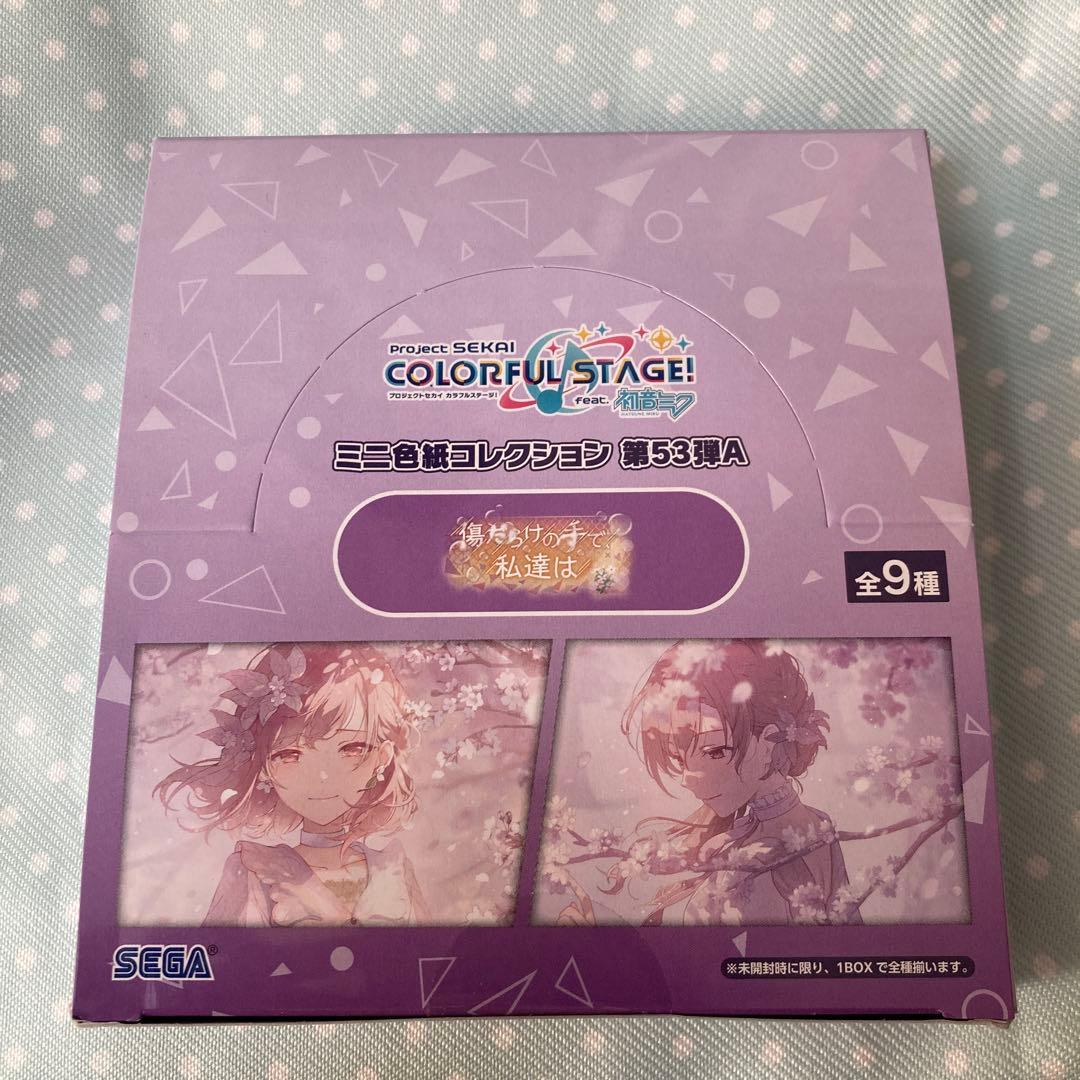 Project SEKAI
COLORFUL STAGE!
プロジェクトセカイ カラフルステージ！
feat. 初音ミク
HATSUNE MIKU
ミニ色紙コレクション 第53弾A
傷だらけの手で、
私達は
全9種
SEGA®
※未開封時に限り、1BOXで全種揃います。